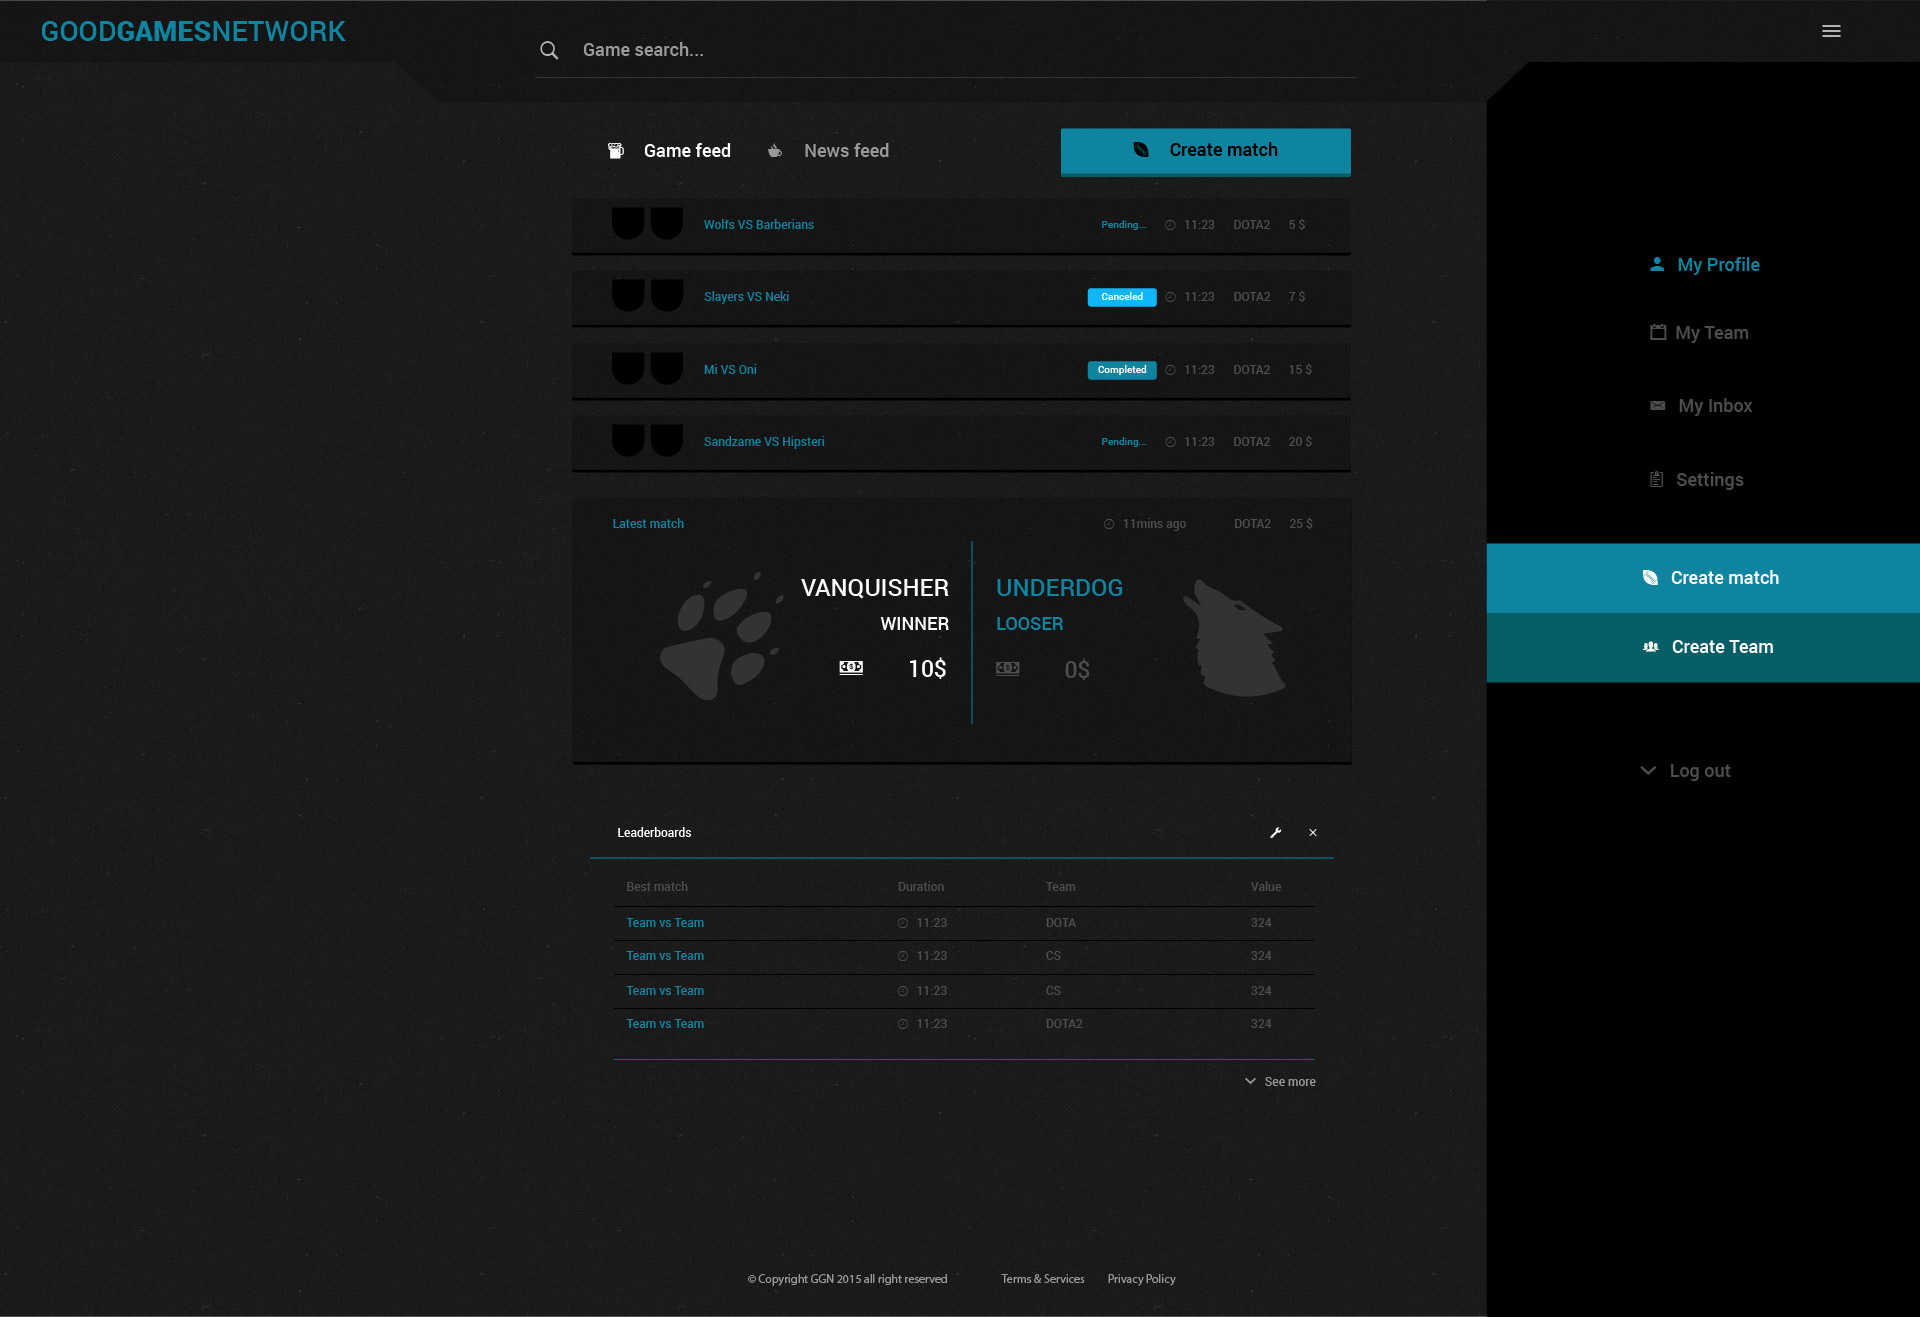 GOODGAMESNETWORK
Game search...
Game feed
News feed
Create match
Wolfs VS Barberians Pending... 11:23 DOTA2 5 $
Slayers VS Neki Canceled 11:23 DOTA2 7 $
Mi VS Oni Completed 11:23 DOTA2 15 $
Sandzame VS Hipsteri Pending... 11:23 DOTA2 20 $
Latest match 11mins ago DOTA2 25 $
VANQUISHER
WINNER
10$
UNDERDOG
LOOSER
0$
Leaderboards
Best match Duration Team Value
Team vs Team 11:23 DOTA 324
Team vs Team 11:23 CS 324
Team vs Team 11:23 CS 324
Team vs Team 11:23 DOTA2 324
See more
My Profile
My Team
My Inbox
Settings
Create match
Create Team
Log out
© Copyright GGN 2015 all right reserved Terms & Services Privacy Policy